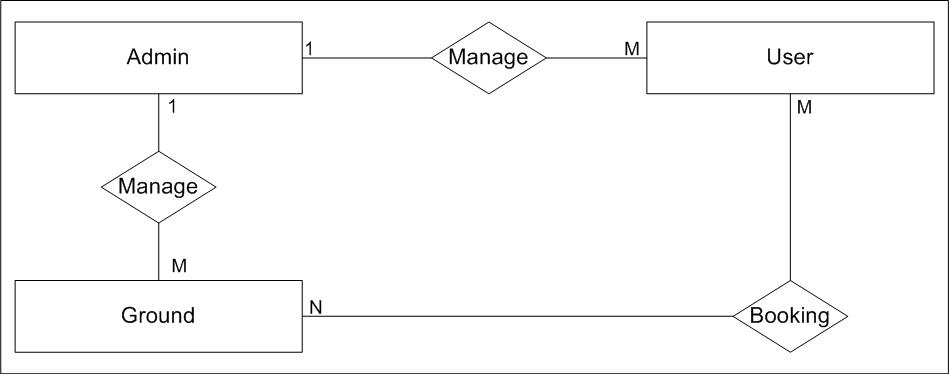 Admin
1
Manage
M
User
1
M
Manage
M
Ground
N
Booking